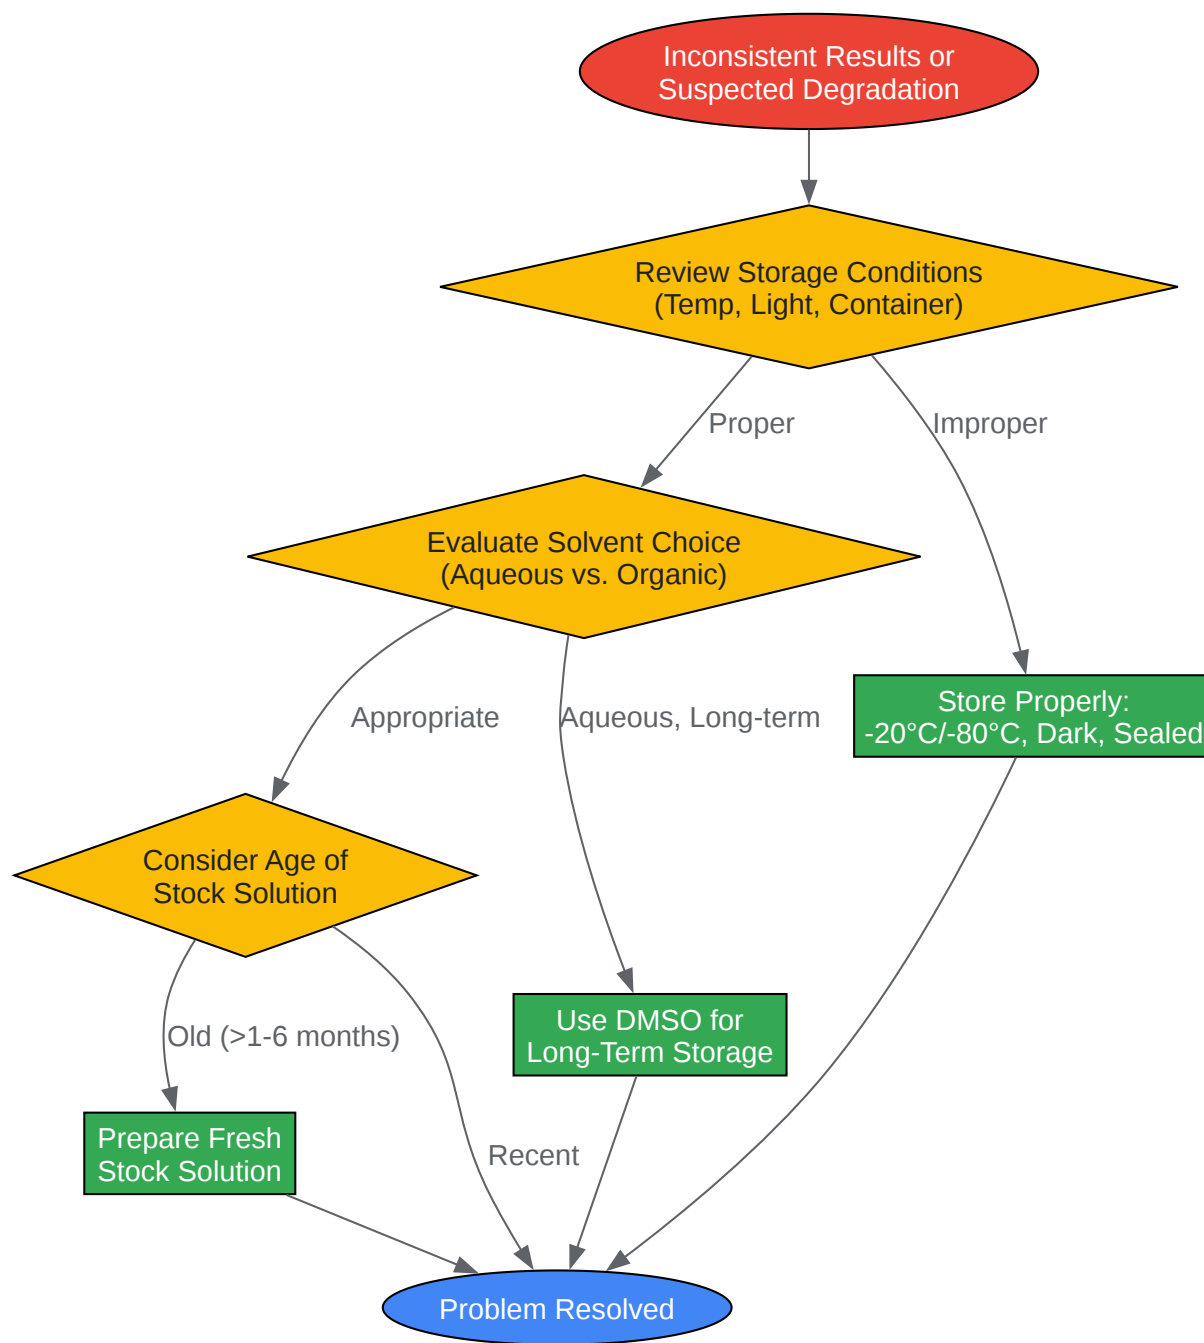 Inconsistent Results or
Suspected Degradation
Review Storage Conditions
(Temp, Light, Container)
Proper
Improper
Evaluate Solvent Choice
(Aqueous vs. Organic)
Appropriate
Aqueous, Long-term
Store Properly:
-20°C/-80°C, Dark, Sealed
Consider Age of
Stock Solution
Old (>1-6 months)
Use DMSO for
Long-Term Storage
Prepare Fresh
Stock Solution
Recent
Problem Resolved